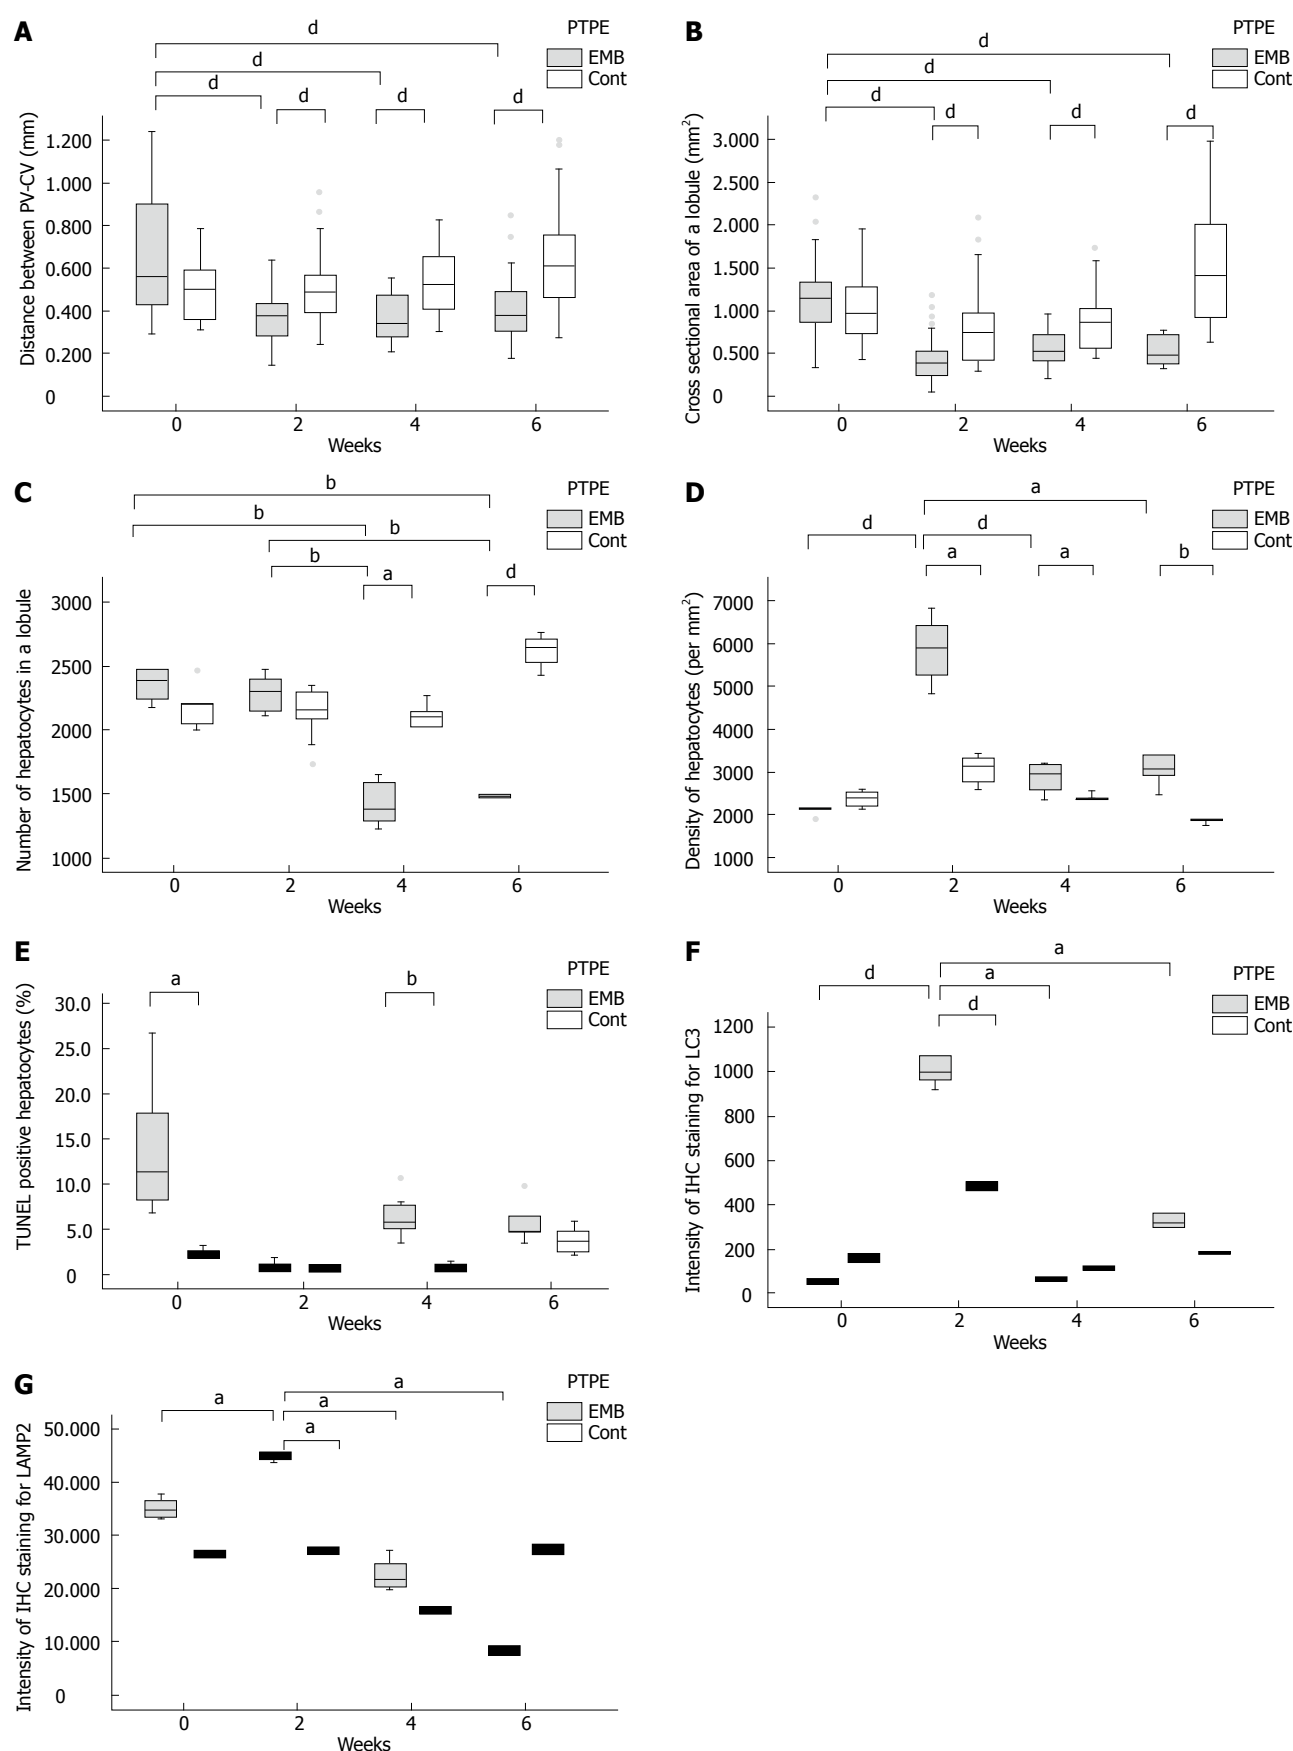 A
d
d
d
d
d
d
PTPE
EMB
Cont
Distance between PV-CV (mm)
1.200
1.000
0.800
0.600
0.400
0.200
0
0 2 4 6
Weeks
B
d
d
d
d
d
d
PTPE
EMB
Cont
Cross sectional area of a lobule (mm²)
3.000
2.500
2.000
1.500
1.000
0.500
0
0 2 4 6
Weeks
C
b
b
b
b
a
d
PTPE
EMB
Cont
Number of hepatocytes in a lobule
3000
2500
2000
1500
1000
0 2 4 6
Weeks
D
a
d
d
a
a
b
PTPE
EMB
Cont
Density of hepatocytes (per mm²)
7000
6000
5000
4000
3000
2000
1000
0 2 4 6
Weeks
E
a
b
PTPE
EMB
Cont
TUNEL positive hepatocytes (%)
30.0
25.0
20.0
15.0
10.0
5.0
0
0 2 4 6
Weeks
F
a
d
a
d
PTPE
EMB
Cont
Intensity of IHC staining for LC3
1200
1000
800
600
400
200
0
0 2 4 6
Weeks
G
a
a
a
a
PTPE
EMB
Cont
Intensity of IHC staining for LAMP2
50.000
40.000
30.000
20.000
10.000
0
0 2 4 6
Weeks